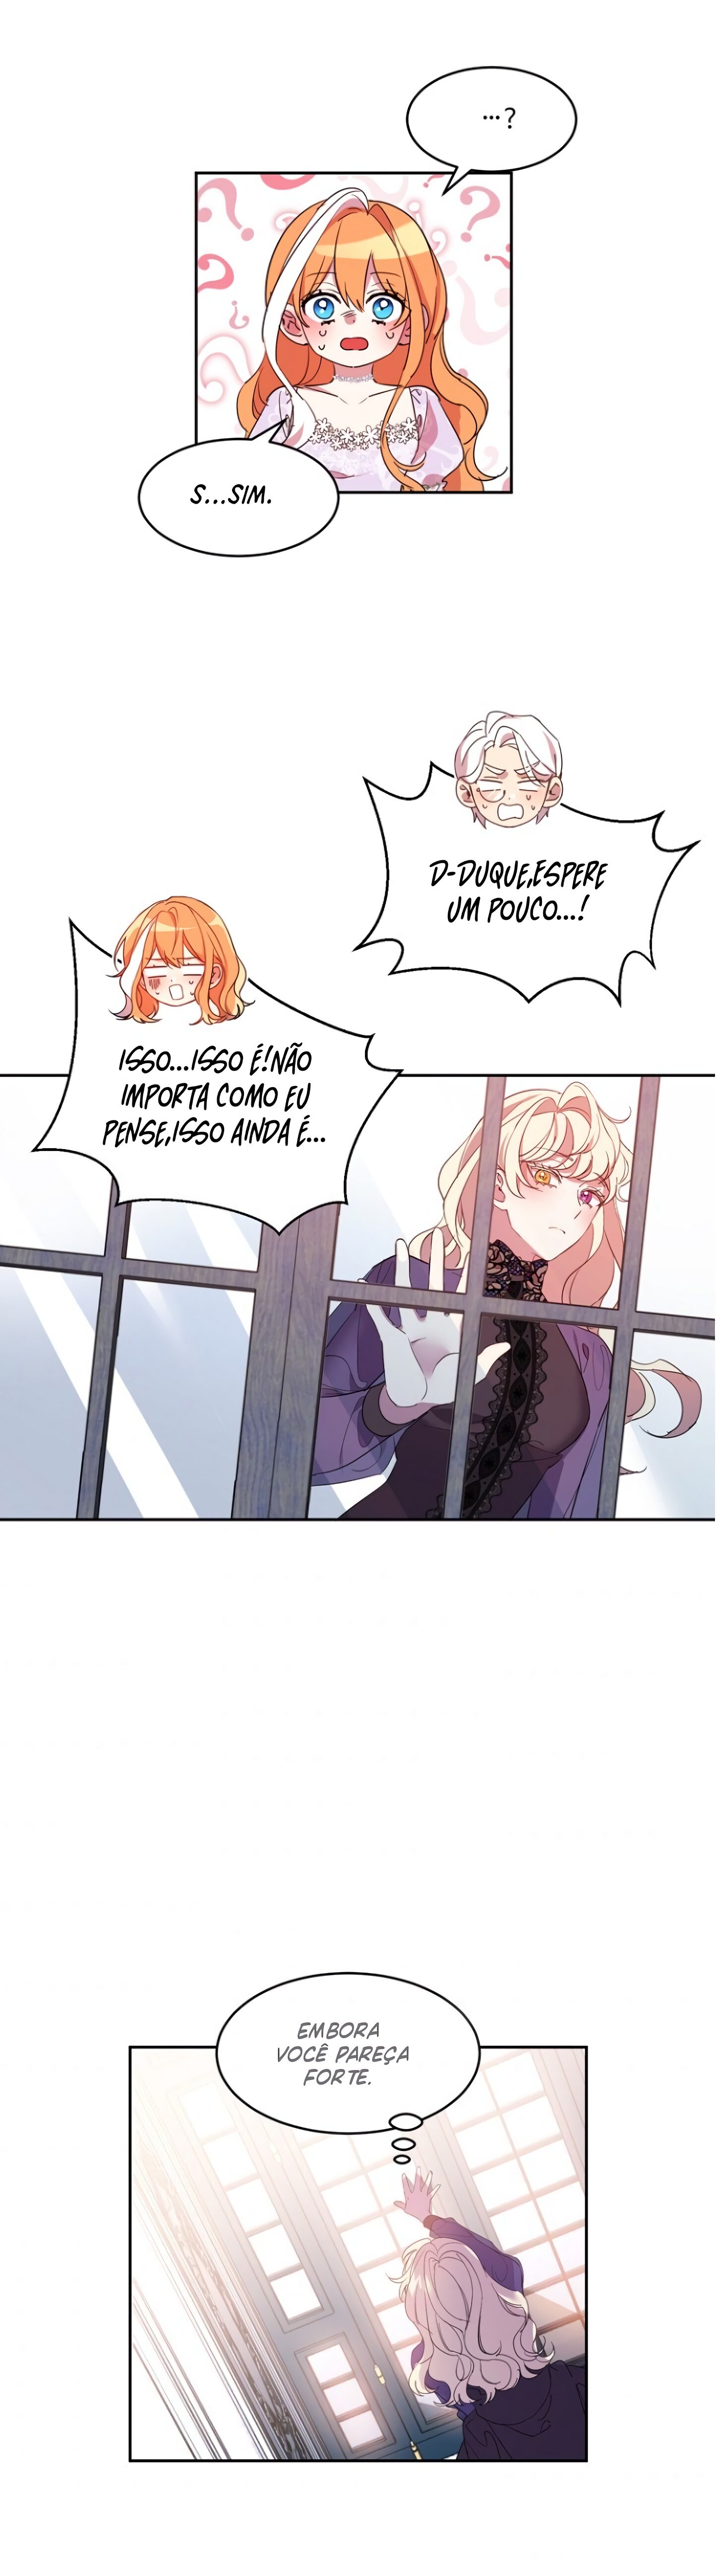 ...?
S...SIM.
D-DUQUE,ESPERE
UM POUCO...!
ISSO...ISSO É!NÃO
IMPORTA COMO EU
PENSE,ISSO AINDA É...
EMBORA
VOCÊ PAREÇA
FORTE.